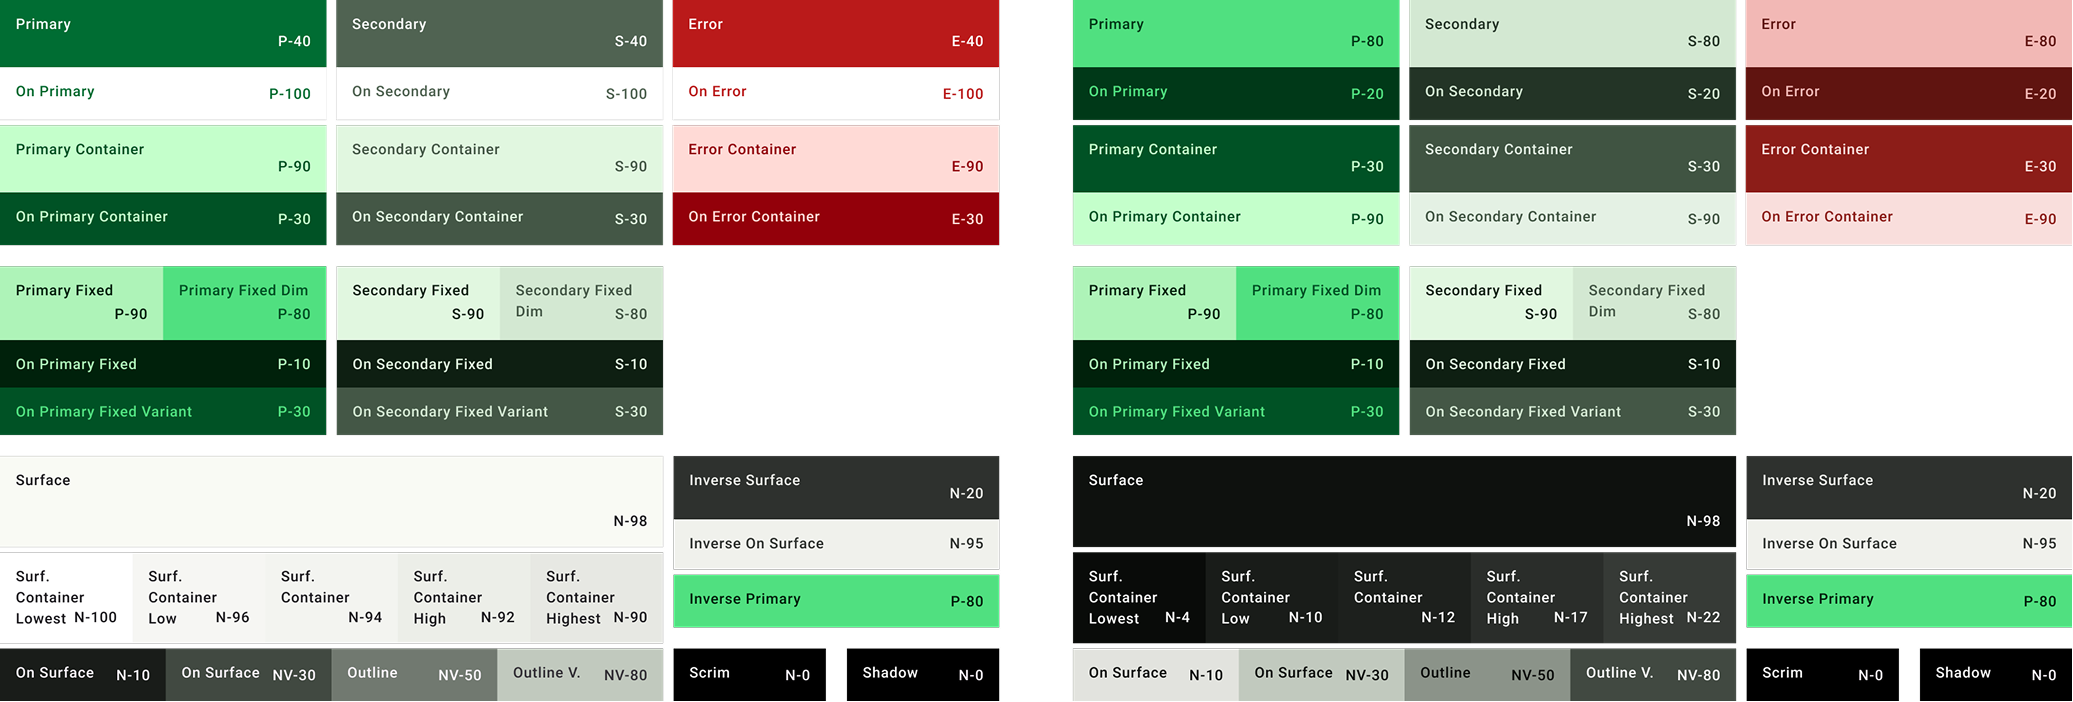 Primary
P-40
On Primary
P-100
Primary Container
P-90
On Primary Container
P-30
Secondary
S-40
On Secondary
S-100
Secondary Container
S-90
On Secondary Container
S-30
Error
E-40
On Error
E-100
Error Container
E-90
On Error Container
E-30
Primary Fixed
P-90
Primary Fixed Dim
P-80
On Primary Fixed
P-10
On Primary Fixed Variant
P-30
Secondary Fixed
S-90
Secondary Fixed
Dim
S-80
On Secondary Fixed
S-10
On Secondary Fixed Variant
S-30
Surface
N-98
Surf.
Container
Lowest N-100
Surf.
Container
Low N-96
Surf.
Container
N-94
Surf.
Container
High N-92
Surf.
Container
Highest N-90
On Surface N-10
On Surface NV-30
Outline NV-50
Outline V. NV-80
Inverse Surface
N-20
Inverse On Surface N-95
Inverse Primary P-80
Scrim N-0
Shadow N-0
Primary
P-80
On Primary
P-20
Primary Container
P-30
On Primary Container
P-90
Secondary
S-80
On Secondary
S-20
Secondary Container
S-30
On Secondary Container
S-90
Error
E-80
On Error
E-20
Error Container
E-30
On Error Container
E-90
Primary Fixed
P-90
Primary Fixed Dim
P-80
On Primary Fixed
P-10
On Primary Fixed Variant
P-30
Secondary Fixed
S-90
Secondary Fixed
Dim
S-80
On Secondary Fixed
S-10
On Secondary Fixed Variant
S-30
Surface
N-98
Surf.
Container
Lowest N-4
Surf.
Container
Low N-10
Surf.
Container
N-12
Surf.
Container
High N-17
Surf.
Container
Highest N-22
On Surface N-10
On Surface NV-30
Outline NV-50
Outline V. NV-80
Inverse Surface
N-20
Inverse On Surface N-95
Inverse Primary P-80
Scrim N-0
Shadow N-0